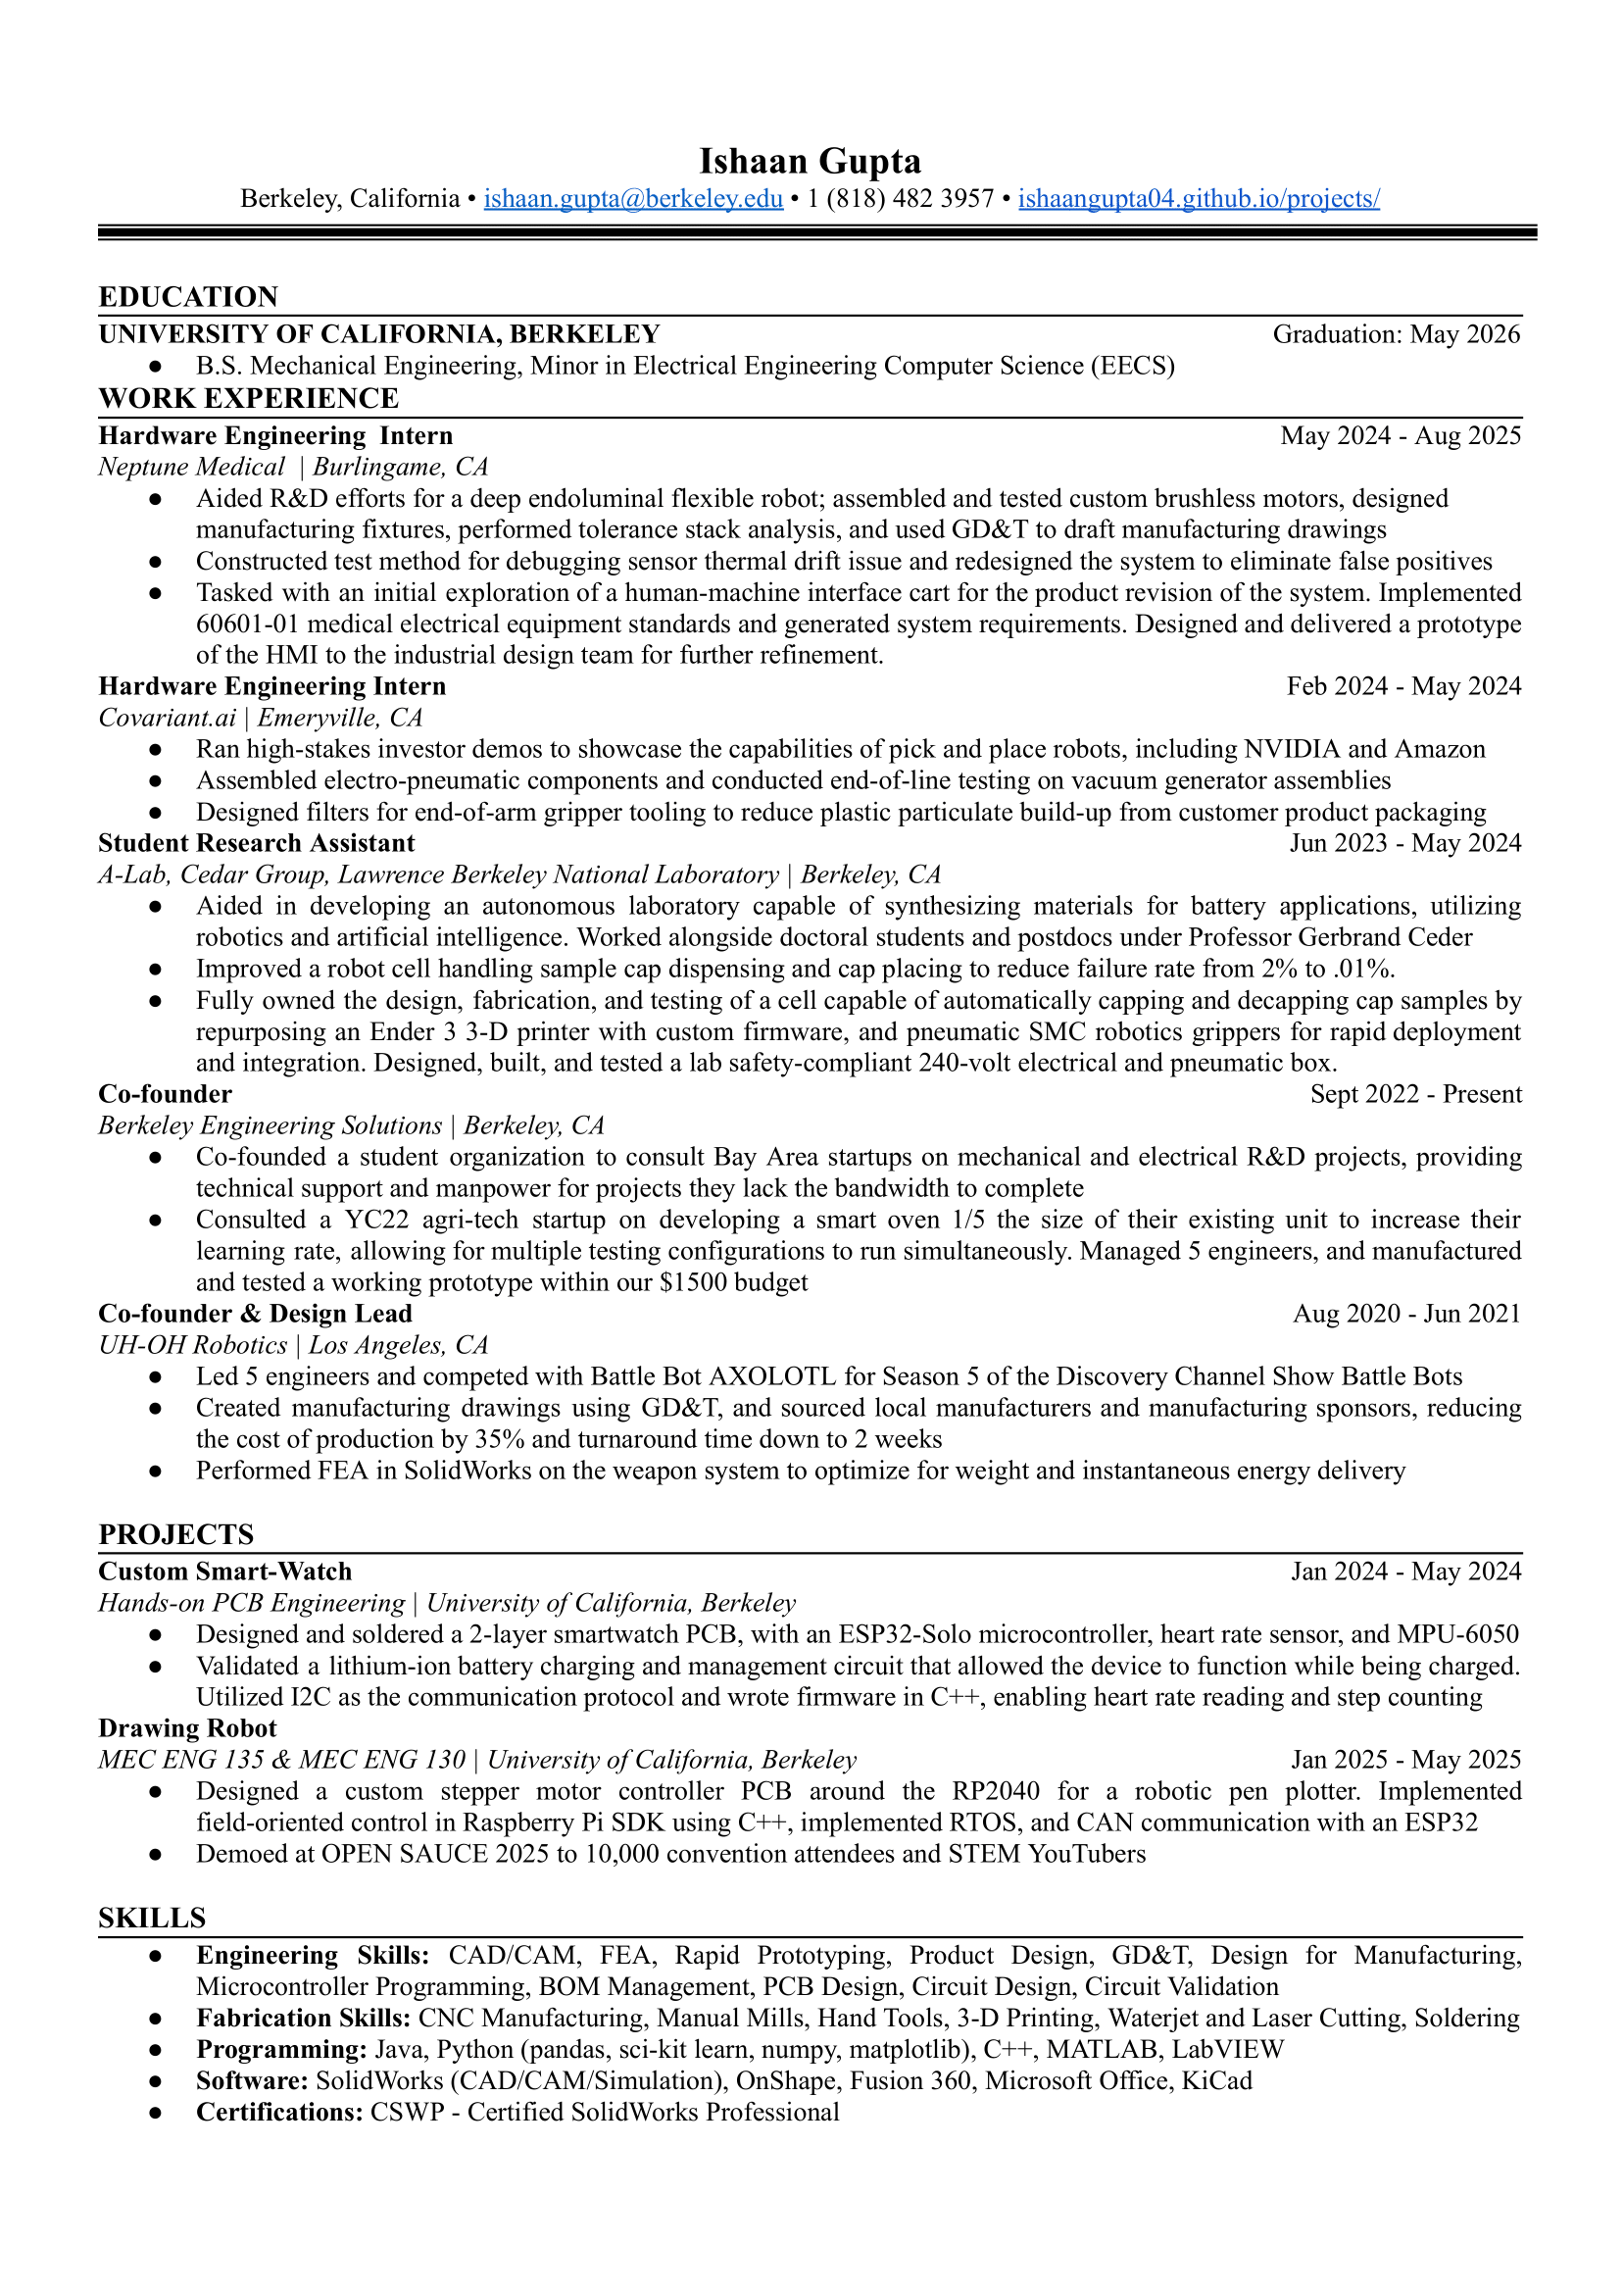 Ishaan Gupta
Berkeley, California • ishaan.gupta@berkeley.edu • 1 (818) 482 3957 • ishaangupta04.github.io/projects/
EDUCATION
UNIVERSITY OF CALIFORNIA, BERKELEY Graduation: May 2026
● B.S. Mechanical Engineering, Minor in Electrical Engineering Computer Science (EECS)
WORK EXPERIENCE
Hardware Engineering Intern May 2024 - Aug 2025
Neptune Medical | Burlingame, CA
● Aided R&D efforts for a deep endoluminal flexible robot; assembled and tested custom brushless motors, designed
manufacturing fixtures, performed tolerance stack analysis, and used GD&T to draft manufacturing drawings
● Constructed test method for debugging sensor thermal drift issue and redesigned the system to eliminate false positives
● Tasked with an initial exploration of a human-machine interface cart for the product revision of the system. Implemented
60601-01 medical electrical equipment standards and generated system requirements. Designed and delivered a prototype
of the HMI to the industrial design team for further refinement.
Hardware Engineering Intern Feb 2024 - May 2024
Covariant.ai | Emeryville, CA
● Ran high-stakes investor demos to showcase the capabilities of pick and place robots, including NVIDIA and Amazon
● Assembled electro-pneumatic components and conducted end-of-line testing on vacuum generator assemblies
● Designed filters for end-of-arm gripper tooling to reduce plastic particulate build-up from customer product packaging
Student Research Assistant Jun 2023 - May 2024
A-Lab, Cedar Group, Lawrence Berkeley National Laboratory | Berkeley, CA
● Aided in developing an autonomous laboratory capable of synthesizing materials for battery applications, utilizing
robotics and artificial intelligence. Worked alongside doctoral students and postdocs under Professor Gerbrand Ceder
● Improved a robot cell handling sample cap dispensing and cap placing to reduce failure rate from 2% to .01%.
● Fully owned the design, fabrication, and testing of a cell capable of automatically capping and decapping cap samples by
repurposing an Ender 3 3-D printer with custom firmware, and pneumatic SMC robotics grippers for rapid deployment
and integration. Designed, built, and tested a lab safety-compliant 240-volt electrical and pneumatic box.
Co-founder Sept 2022 - Present
Berkeley Engineering Solutions | Berkeley, CA
● Co-founded a student organization to consult Bay Area startups on mechanical and electrical R&D projects, providing
technical support and manpower for projects they lack the bandwidth to complete
● Consulted a YC22 agri-tech startup on developing a smart oven 1/5 the size of their existing unit to increase their
learning rate, allowing for multiple testing configurations to run simultaneously. Managed 5 engineers, and manufactured
and tested a working prototype within our $1500 budget
Co-founder & Design Lead Aug 2020 - Jun 2021
UH-OH Robotics | Los Angeles, CA
● Led 5 engineers and competed with Battle Bot AXOLOTL for Season 5 of the Discovery Channel Show Battle Bots
● Created manufacturing drawings using GD&T, and sourced local manufacturers and manufacturing sponsors, reducing
the cost of production by 35% and turnaround time down to 2 weeks
● Performed FEA in SolidWorks on the weapon system to optimize for weight and instantaneous energy delivery
PROJECTS
Custom Smart-Watch Jan 2024 - May 2024
Hands-on PCB Engineering | University of California, Berkeley
● Designed and soldered a 2-layer smartwatch PCB, with an ESP32-Solo microcontroller, heart rate sensor, and MPU-6050
● Validated a lithium-ion battery charging and management circuit that allowed the device to function while being charged.
Utilized I2C as the communication protocol and wrote firmware in C++, enabling heart rate reading and step counting
Drawing Robot
MEC ENG 135 & MEC ENG 130 | University of California, Berkeley Jan 2025 - May 2025
● Designed a custom stepper motor controller PCB around the RP2040 for a robotic pen plotter. Implemented
field-oriented control in Raspberry Pi SDK using C++, implemented RTOS, and CAN communication with an ESP32
● Demoed at OPEN SAUCE 2025 to 10,000 convention attendees and STEM YouTubers
SKILLS
● Engineering Skills: CAD/CAM, FEA, Rapid Prototyping, Product Design, GD&T, Design for Manufacturing,
Microcontroller Programming, BOM Management, PCB Design, Circuit Design, Circuit Validation
● Fabrication Skills: CNC Manufacturing, Manual Mills, Hand Tools, 3-D Printing, Waterjet and Laser Cutting, Soldering
● Programming: Java, Python (pandas, sci-kit learn, numpy, matplotlib), C++, MATLAB, LabVIEW
● Software: SolidWorks (CAD/CAM/Simulation), OnShape, Fusion 360, Microsoft Office, KiCad
● Certifications: CSWP - Certified SolidWorks Professional